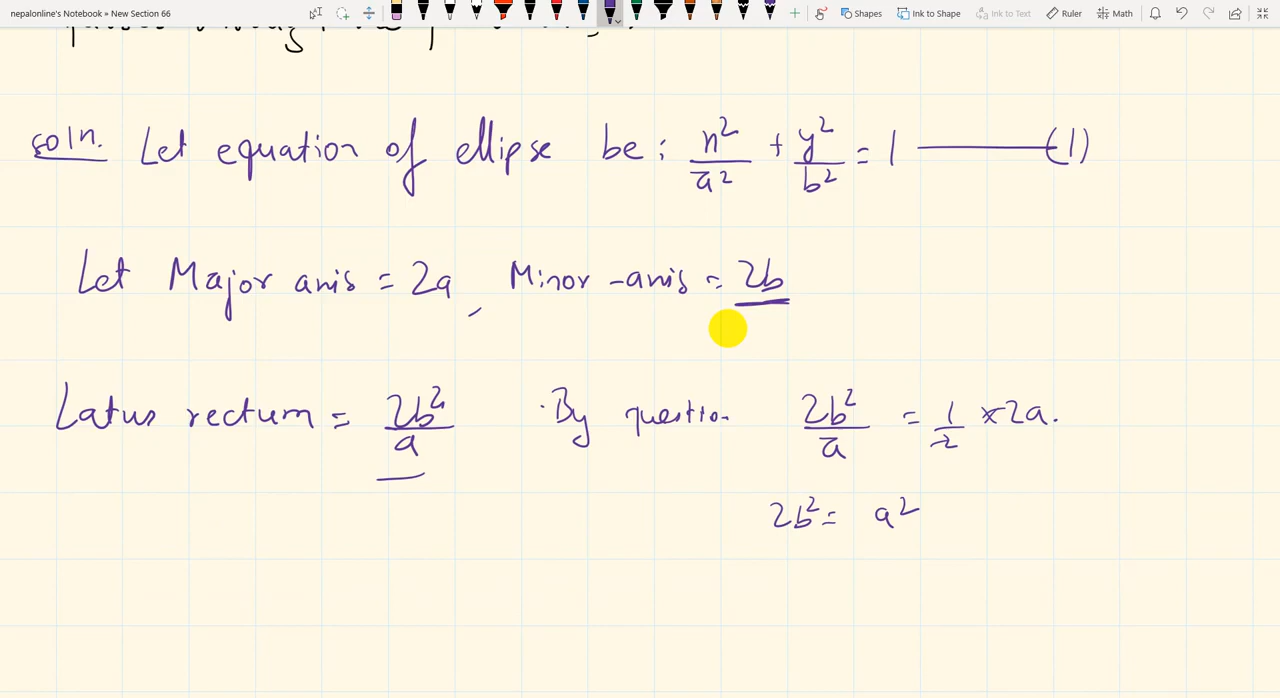 nepalonline's Notebook » New Section 66
Ink to Shape Shapes Ink to Text Ruler Math
soln. Let equation of ellipse be : x²/a² + y²/b² = 1 ——— (1)
Let Major axis = 2a, Minor-axis = 2b
Latus rectum = 2b²/a . By question 2b²/a = 1/2 × 2a.
2b² = a²